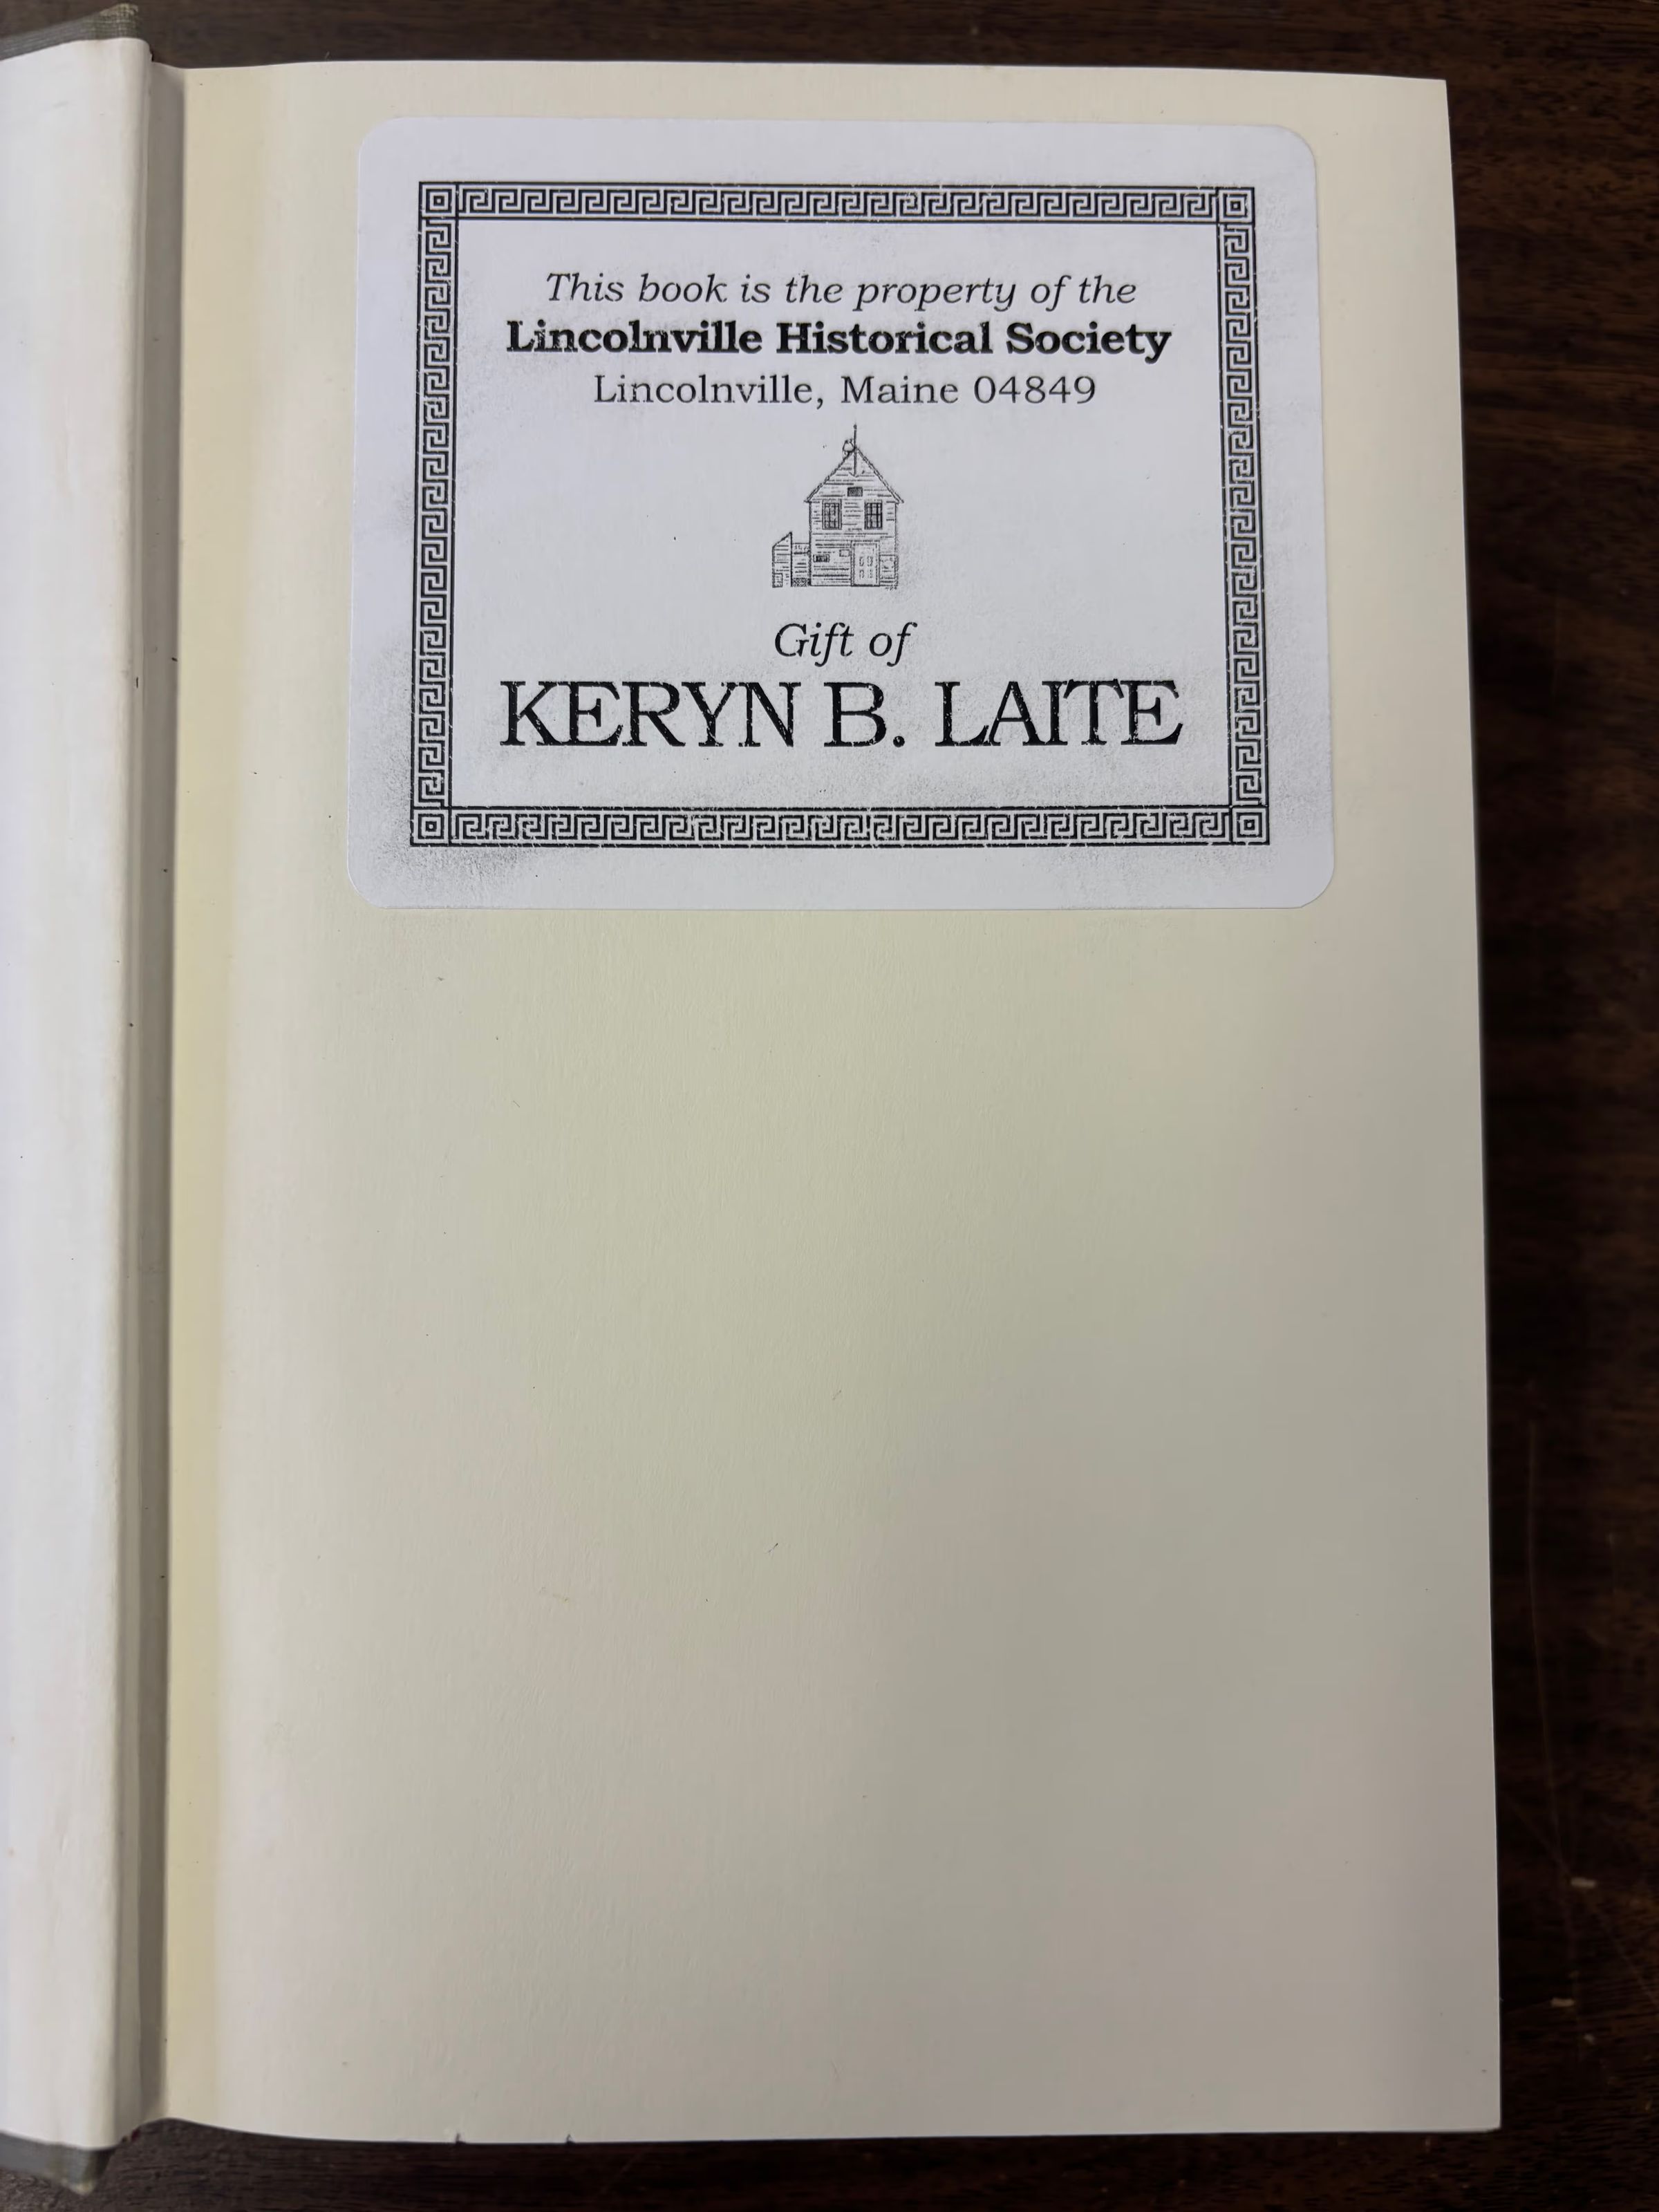 This book is the property of the
Lincolnville Historical Society
Lincolnville, Maine 04849
Gift of
KERYN B. LAITE